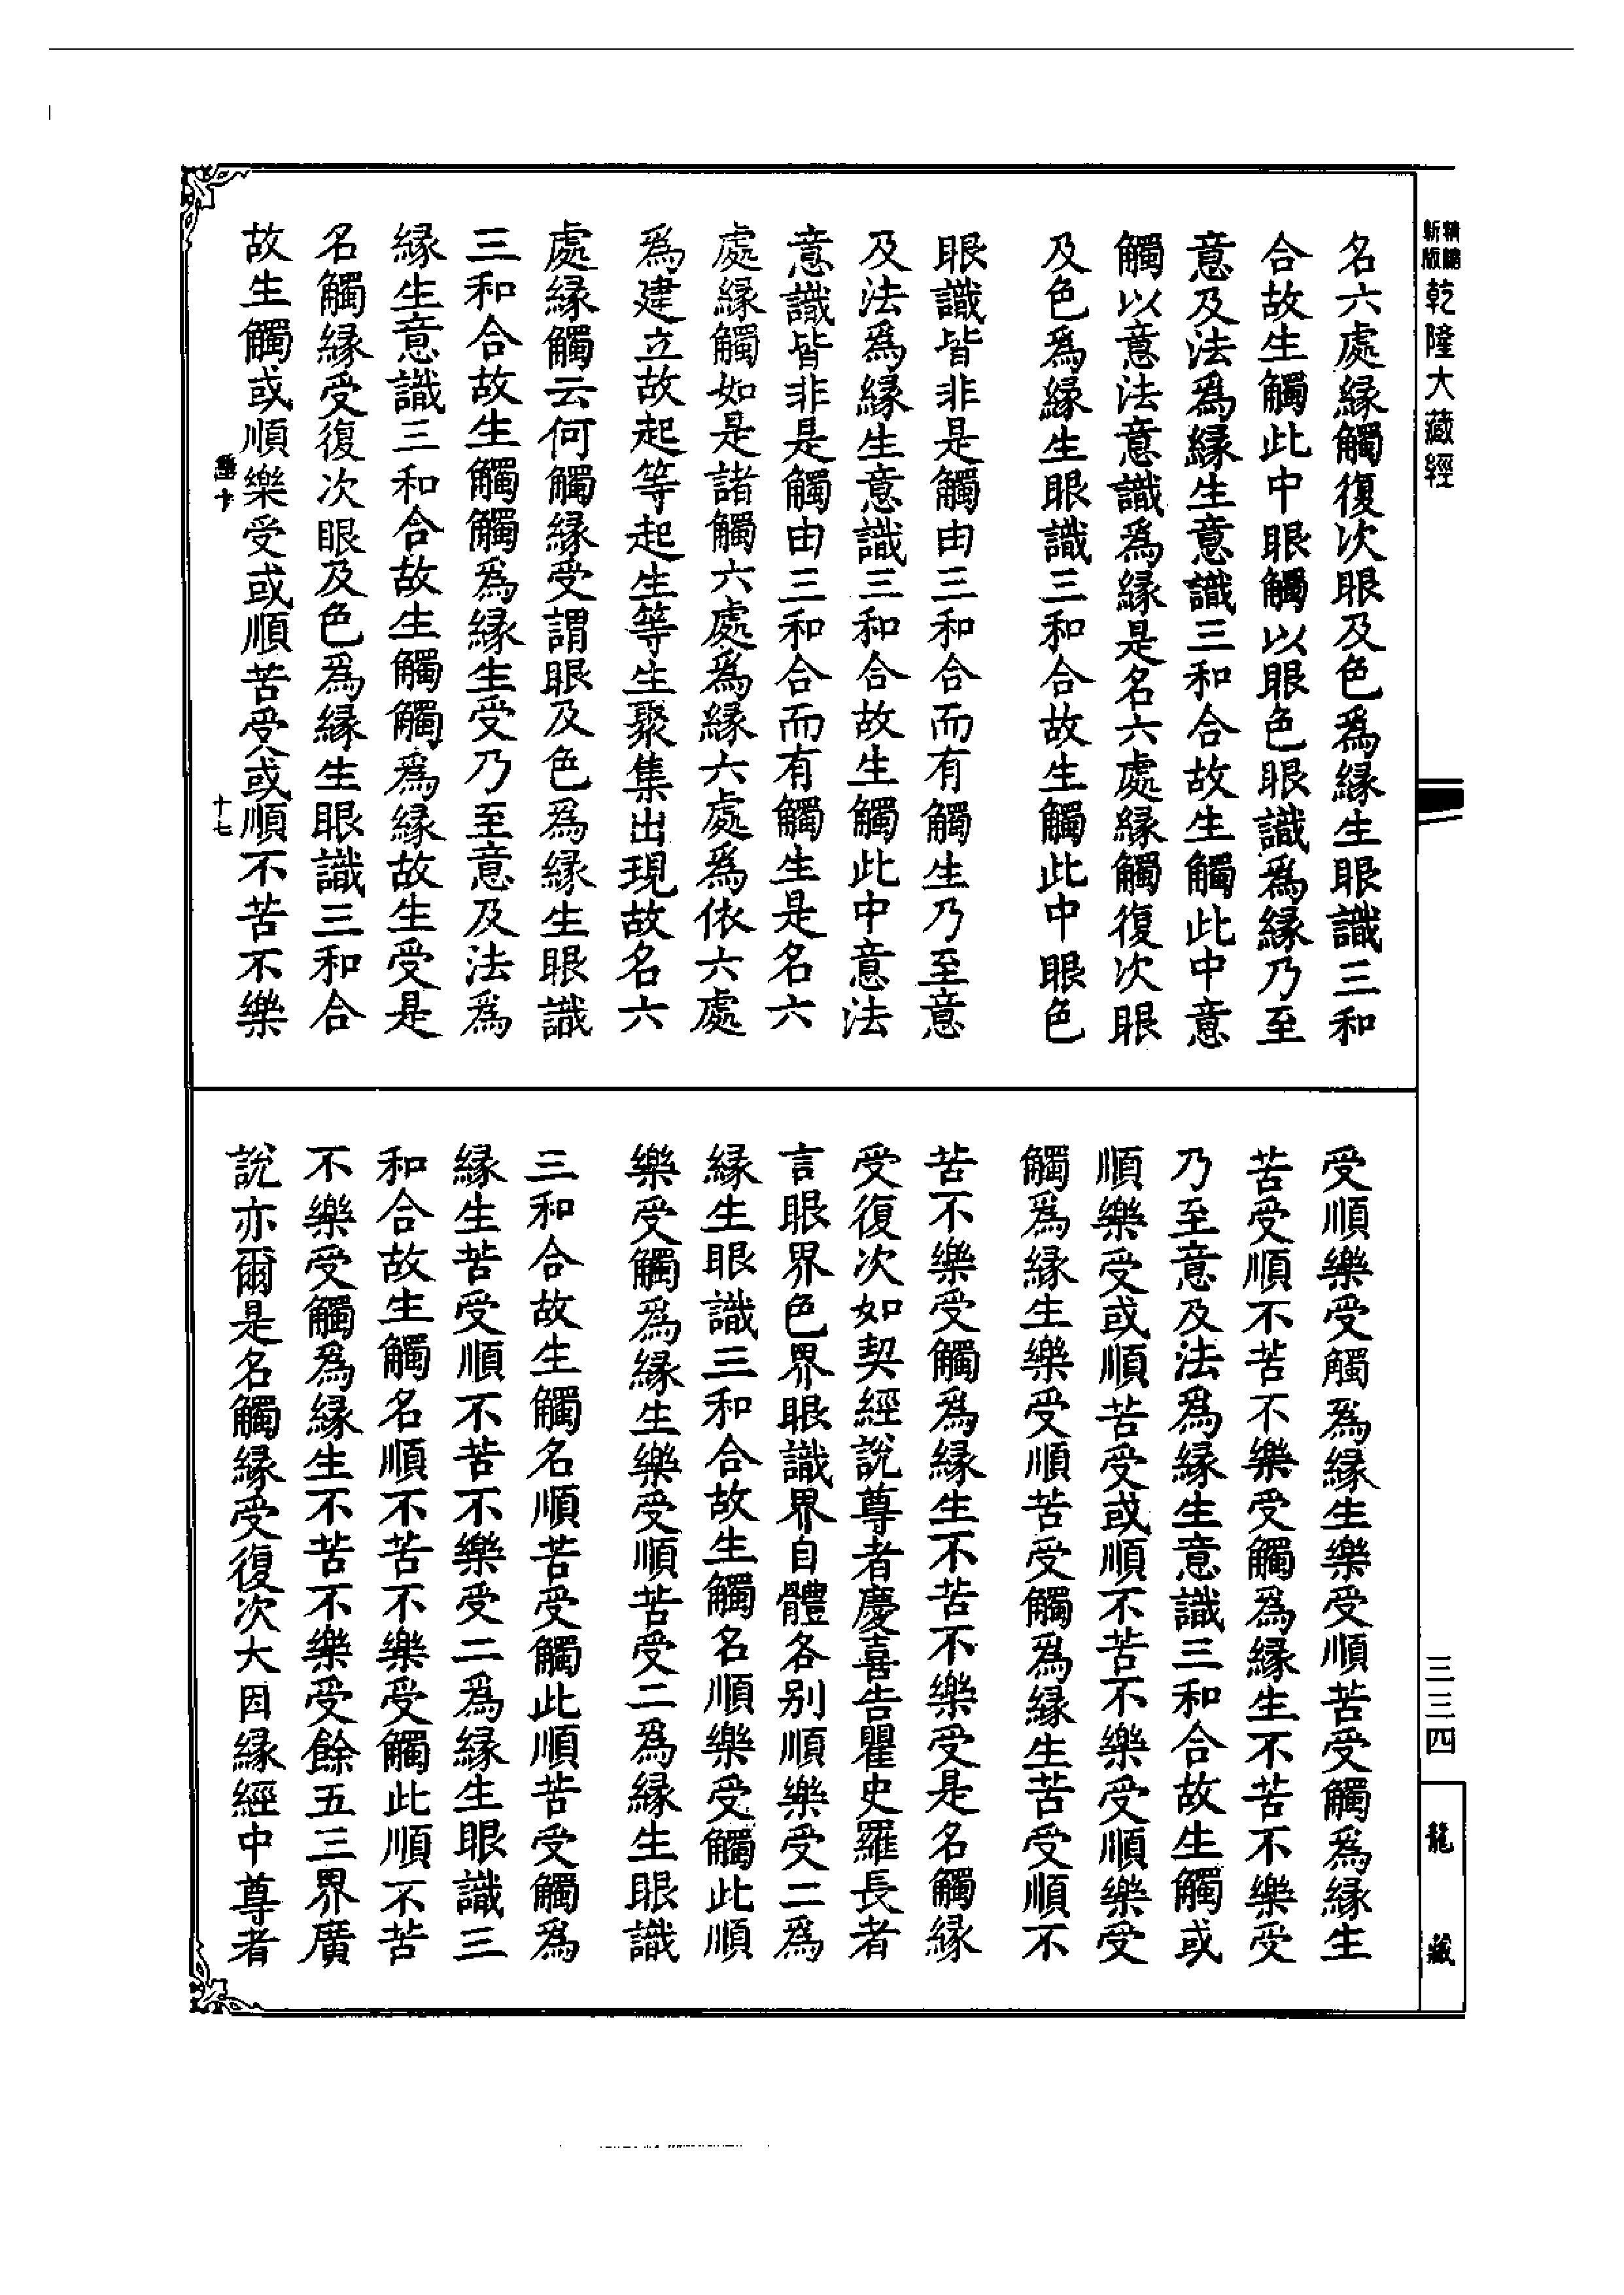 新版乾隆大藏經
名六處緣觸復次眼及色爲緣生眼識三和
合故生觸此中眼觸以眼色眼識爲緣乃至
意及法爲緣生意識三和合故生觸此中意
觸以意法意識爲緣是名六處緣觸復次眼
及色爲緣生眼識三和合故生觸此中眼色
眼識皆非是觸由三和合而有觸生乃至意
及法爲緣生意識三和合故生觸此中意法
意識皆非是觸由三和合而有觸生是名六
處緣觸如是諸觸六處爲緣六處爲依六處
爲建立故起等起生等生聚集出現故名六
處緣觸云何觸緣受謂眼及色爲緣生眼識
三和合故生觸觸爲緣生受乃至意及法爲
緣生意識三和合故生觸觸爲緣故生受是
名觸緣受復次眼及色爲緣生眼識三和合
故生觸或順樂受或順苦受或順不苦不樂
十七
受順樂受觸爲緣生樂受順苦受觸爲緣生
苦受順不苦不樂受觸爲緣生不苦不樂受
乃至意及法爲緣生意識三和合故生觸或
順樂受或順苦受或順不苦不樂受順樂受
觸爲緣生樂受順苦受觸爲緣生苦受順不
苦不樂受觸爲緣生不苦不樂受是名觸緣
受復次如契經說尊者慶喜告瞿史羅長者
言眼界色界眼識界自體各别順樂受二爲
緣生眼識三和合故生觸名順樂受觸此順
樂受觸爲緣生樂受順苦受二爲緣生眼識
三和合故生觸名順苦受觸此順苦受觸爲
緣生苦受順不苦不樂受二爲緣生眼識三
和合故生觸名順不苦不樂受觸此順不苦
不樂受觸爲緣生不苦不樂受餘五三界廣
說亦爾是名觸緣受復次大因緣經中尊者
三三四
龍藏